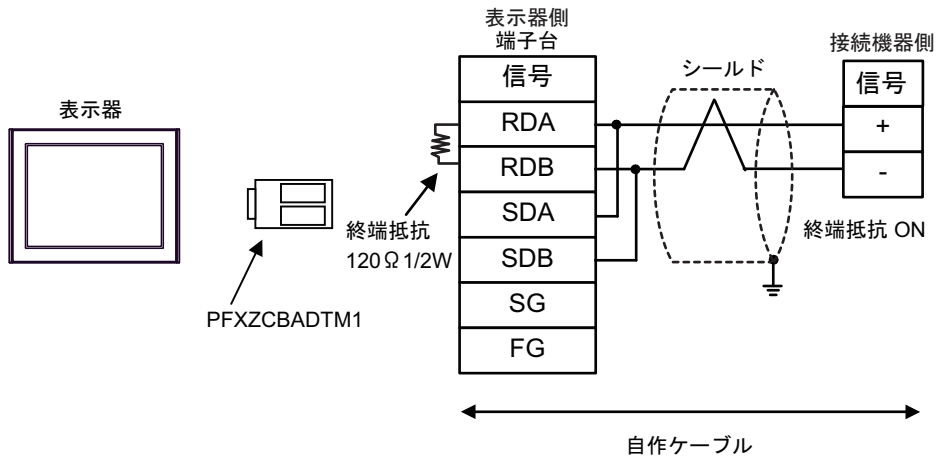 表示器
PFXZCBADTM1
終端抵抗
120Ω 1/2W
表示器側
端子台
信号
RDA
RDB
SDA
SDB
SG
FG
シールド
接続機器側
信号
+
-
終端抵抗 ON
自作ケーブル